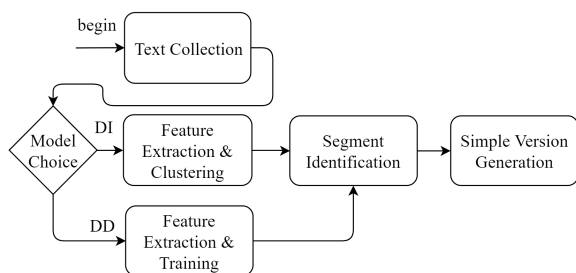 begin
Text Collection
Model
Choice
DI
Feature
Extraction &
Clustering
Segment
Identification
Simple Version
Generation
DD
Feature
Extraction &
Training